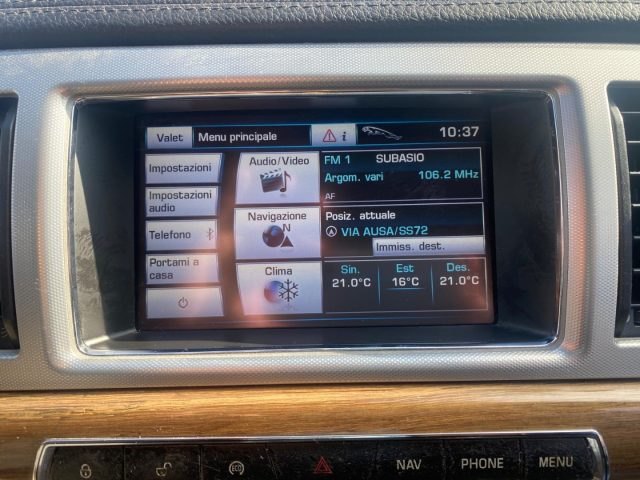 Valet
Menu principale
i
10:37
Impostazioni
Impostazioni
audio
Telefono
Portami a
casa
Audio/Video
Navigazione
N
Clima
FM 1 SUBASIO
Argom. vari 106.2 MHz
AF
Posiz. attuale
VIA AUSA/SS72
Immiss. dest.
Sin. Est Des.
21.0°C 16°C 21.0°C
ECO
NAV PHONE MENU